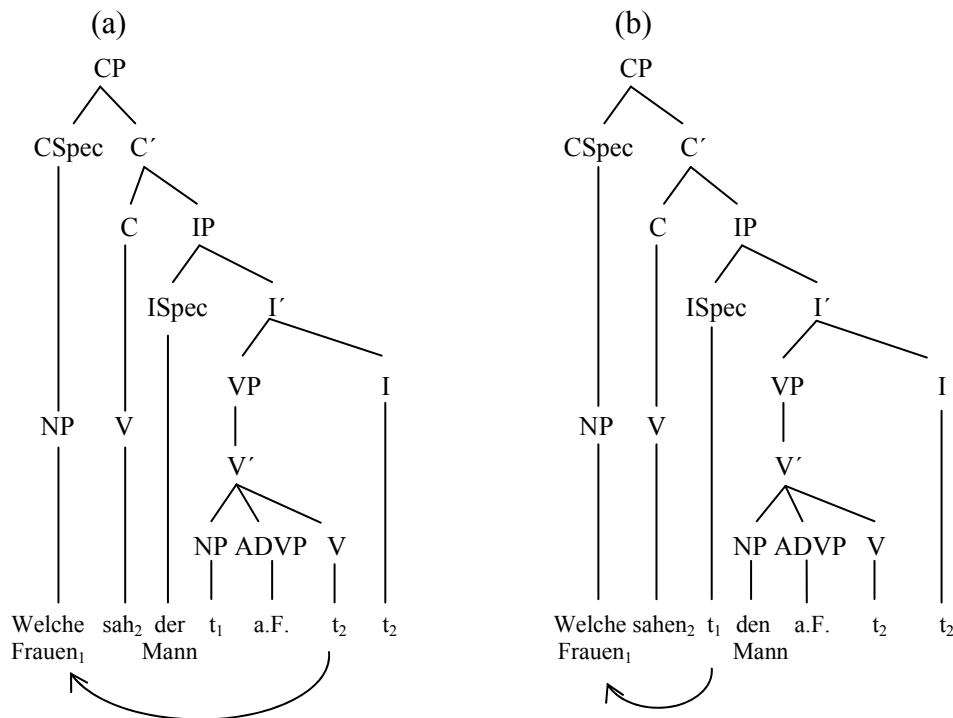 (a) (b)
CP CP
CSpec C´ CSpec C´
C IP C IP
ISpec I´ ISpec I´
VP I VP I
NP V NP V
V´ V´
NP ADVP V NP ADVP V
Welche sah₂ der t₁ a.F. t₂ t₂ Welche sahen₂ t₁ den a.F. t₂ t₂
Frauen₁ Mann Frauen₁ Mann